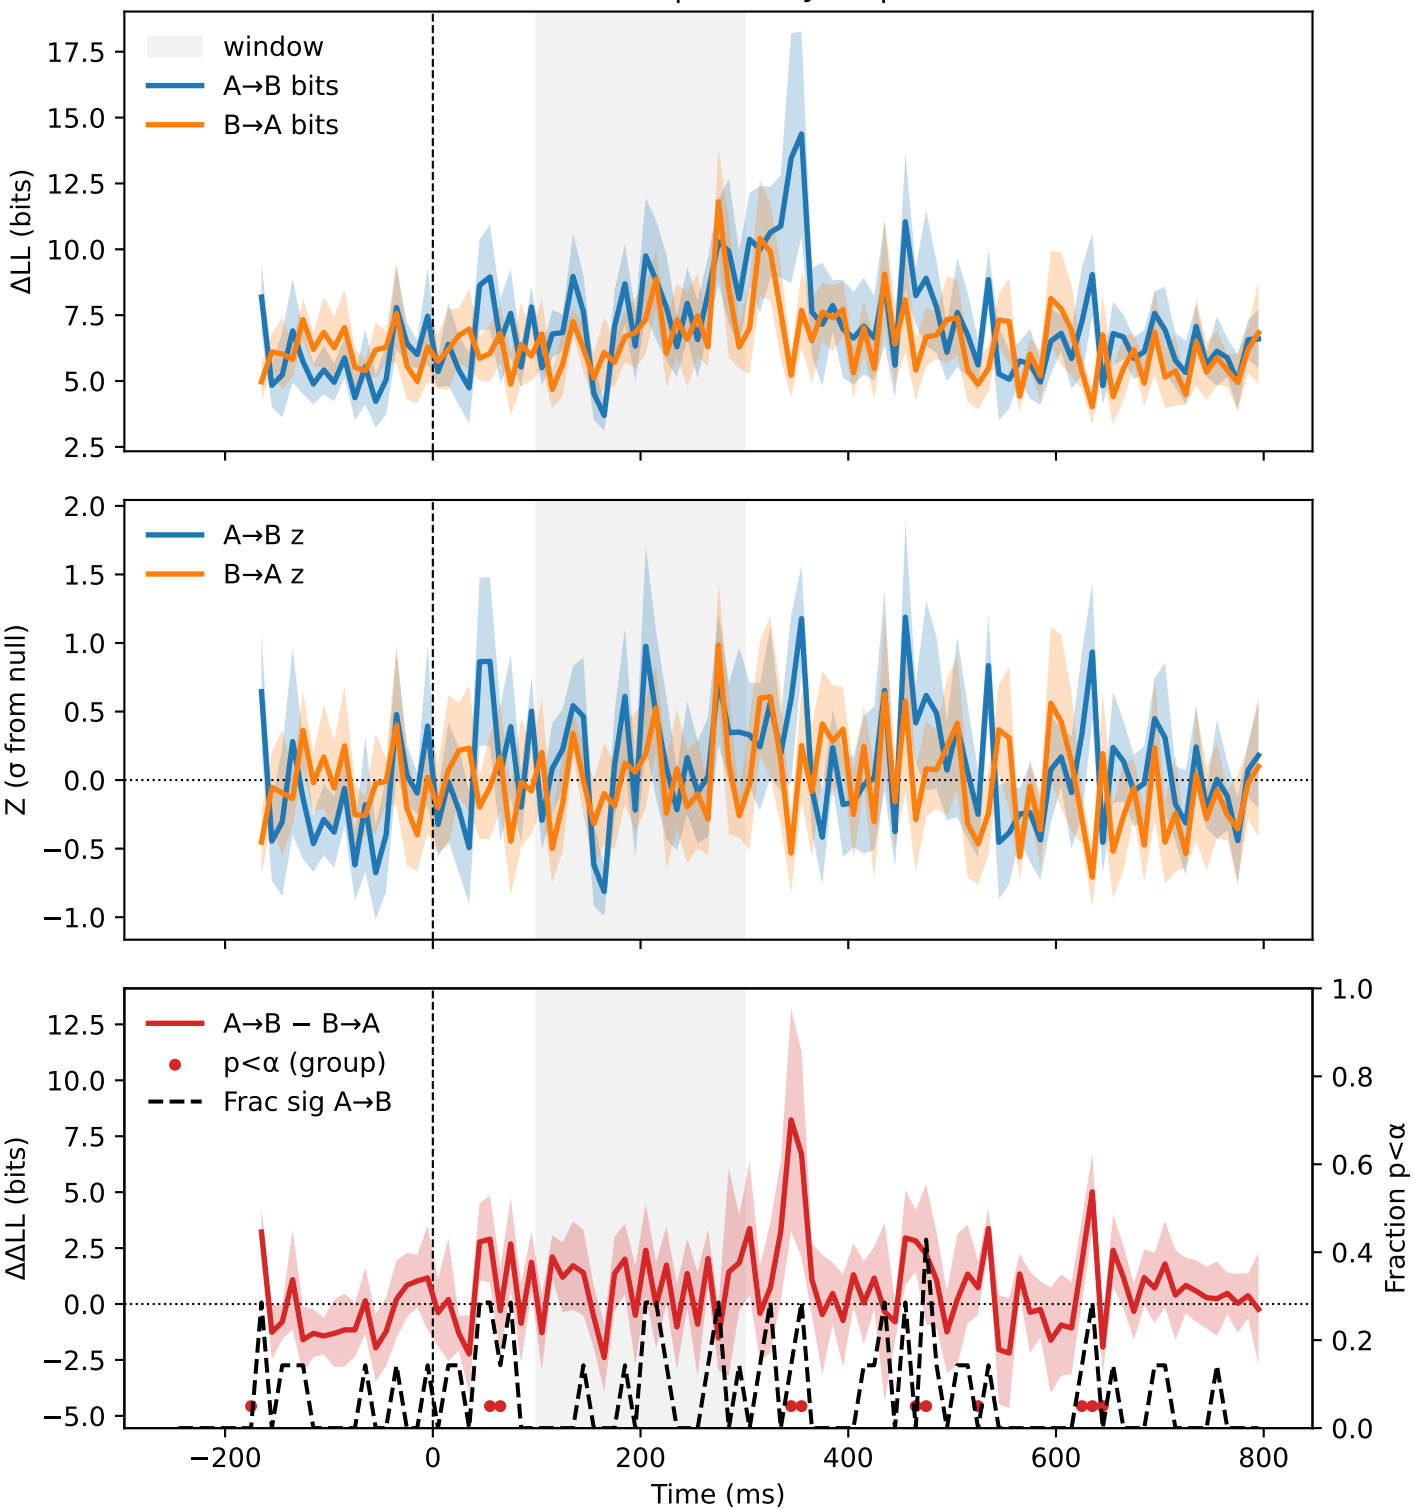 17.5
15.0
12.5
10.0
7.5
5.0
2.5
ΔLL (bits)
window
A→B bits
B→A bits
2.0
1.5
1.0
0.5
0.0
−0.5
−1.0
Z (σ from null)
A→B z
B→A z
12.5
10.0
7.5
5.0
2.5
0.0
−2.5
−5.0
ΔΔLL (bits)
A→B − B→A
p<α (group)
Frac sig A→B
1.0
0.8
0.6
0.4
0.2
0.0
Fraction p<α
−200 0 200 400 600 800
Time (ms)